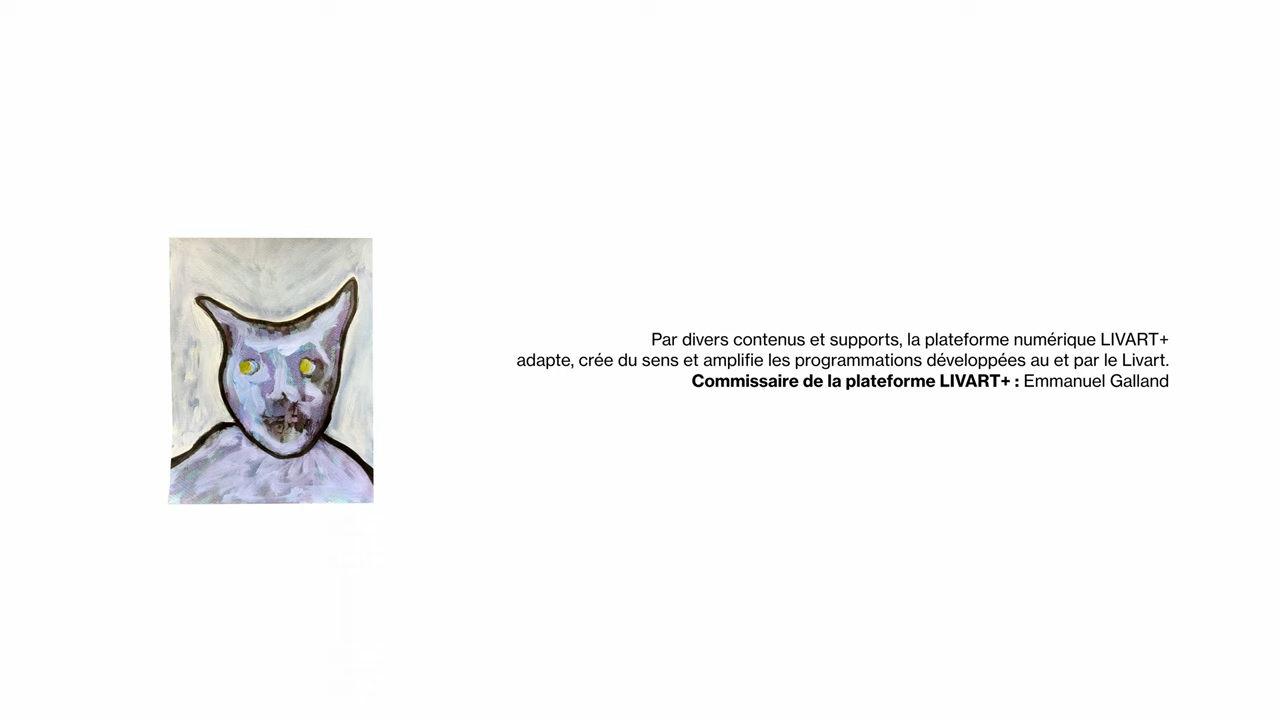 Par divers contenus et supports, la plateforme numérique LIVART+
adapte, crée du sens et amplifie les programmations développées au et par le Livart.
Commissaire de la plateforme LIVART+ : Emmanuel Galland